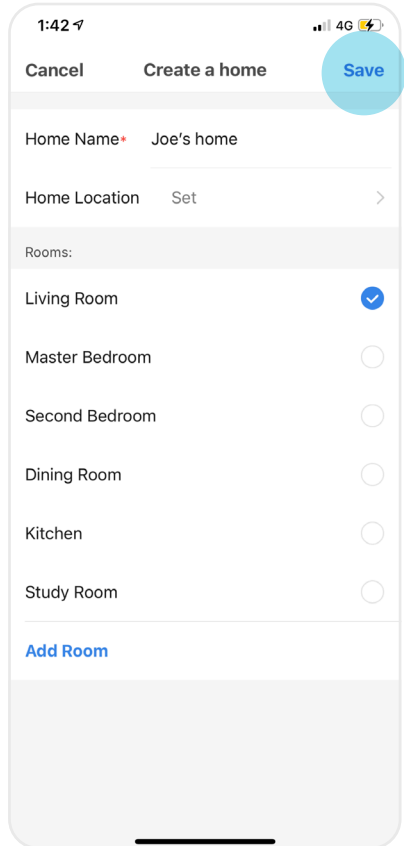 1:42 4G
Cancel Create a home Save
Home Name* Joe's home
Home Location Set
Rooms:
Living Room
Master Bedroom
Second Bedroom
Dining Room
Kitchen
Study Room
Add Room